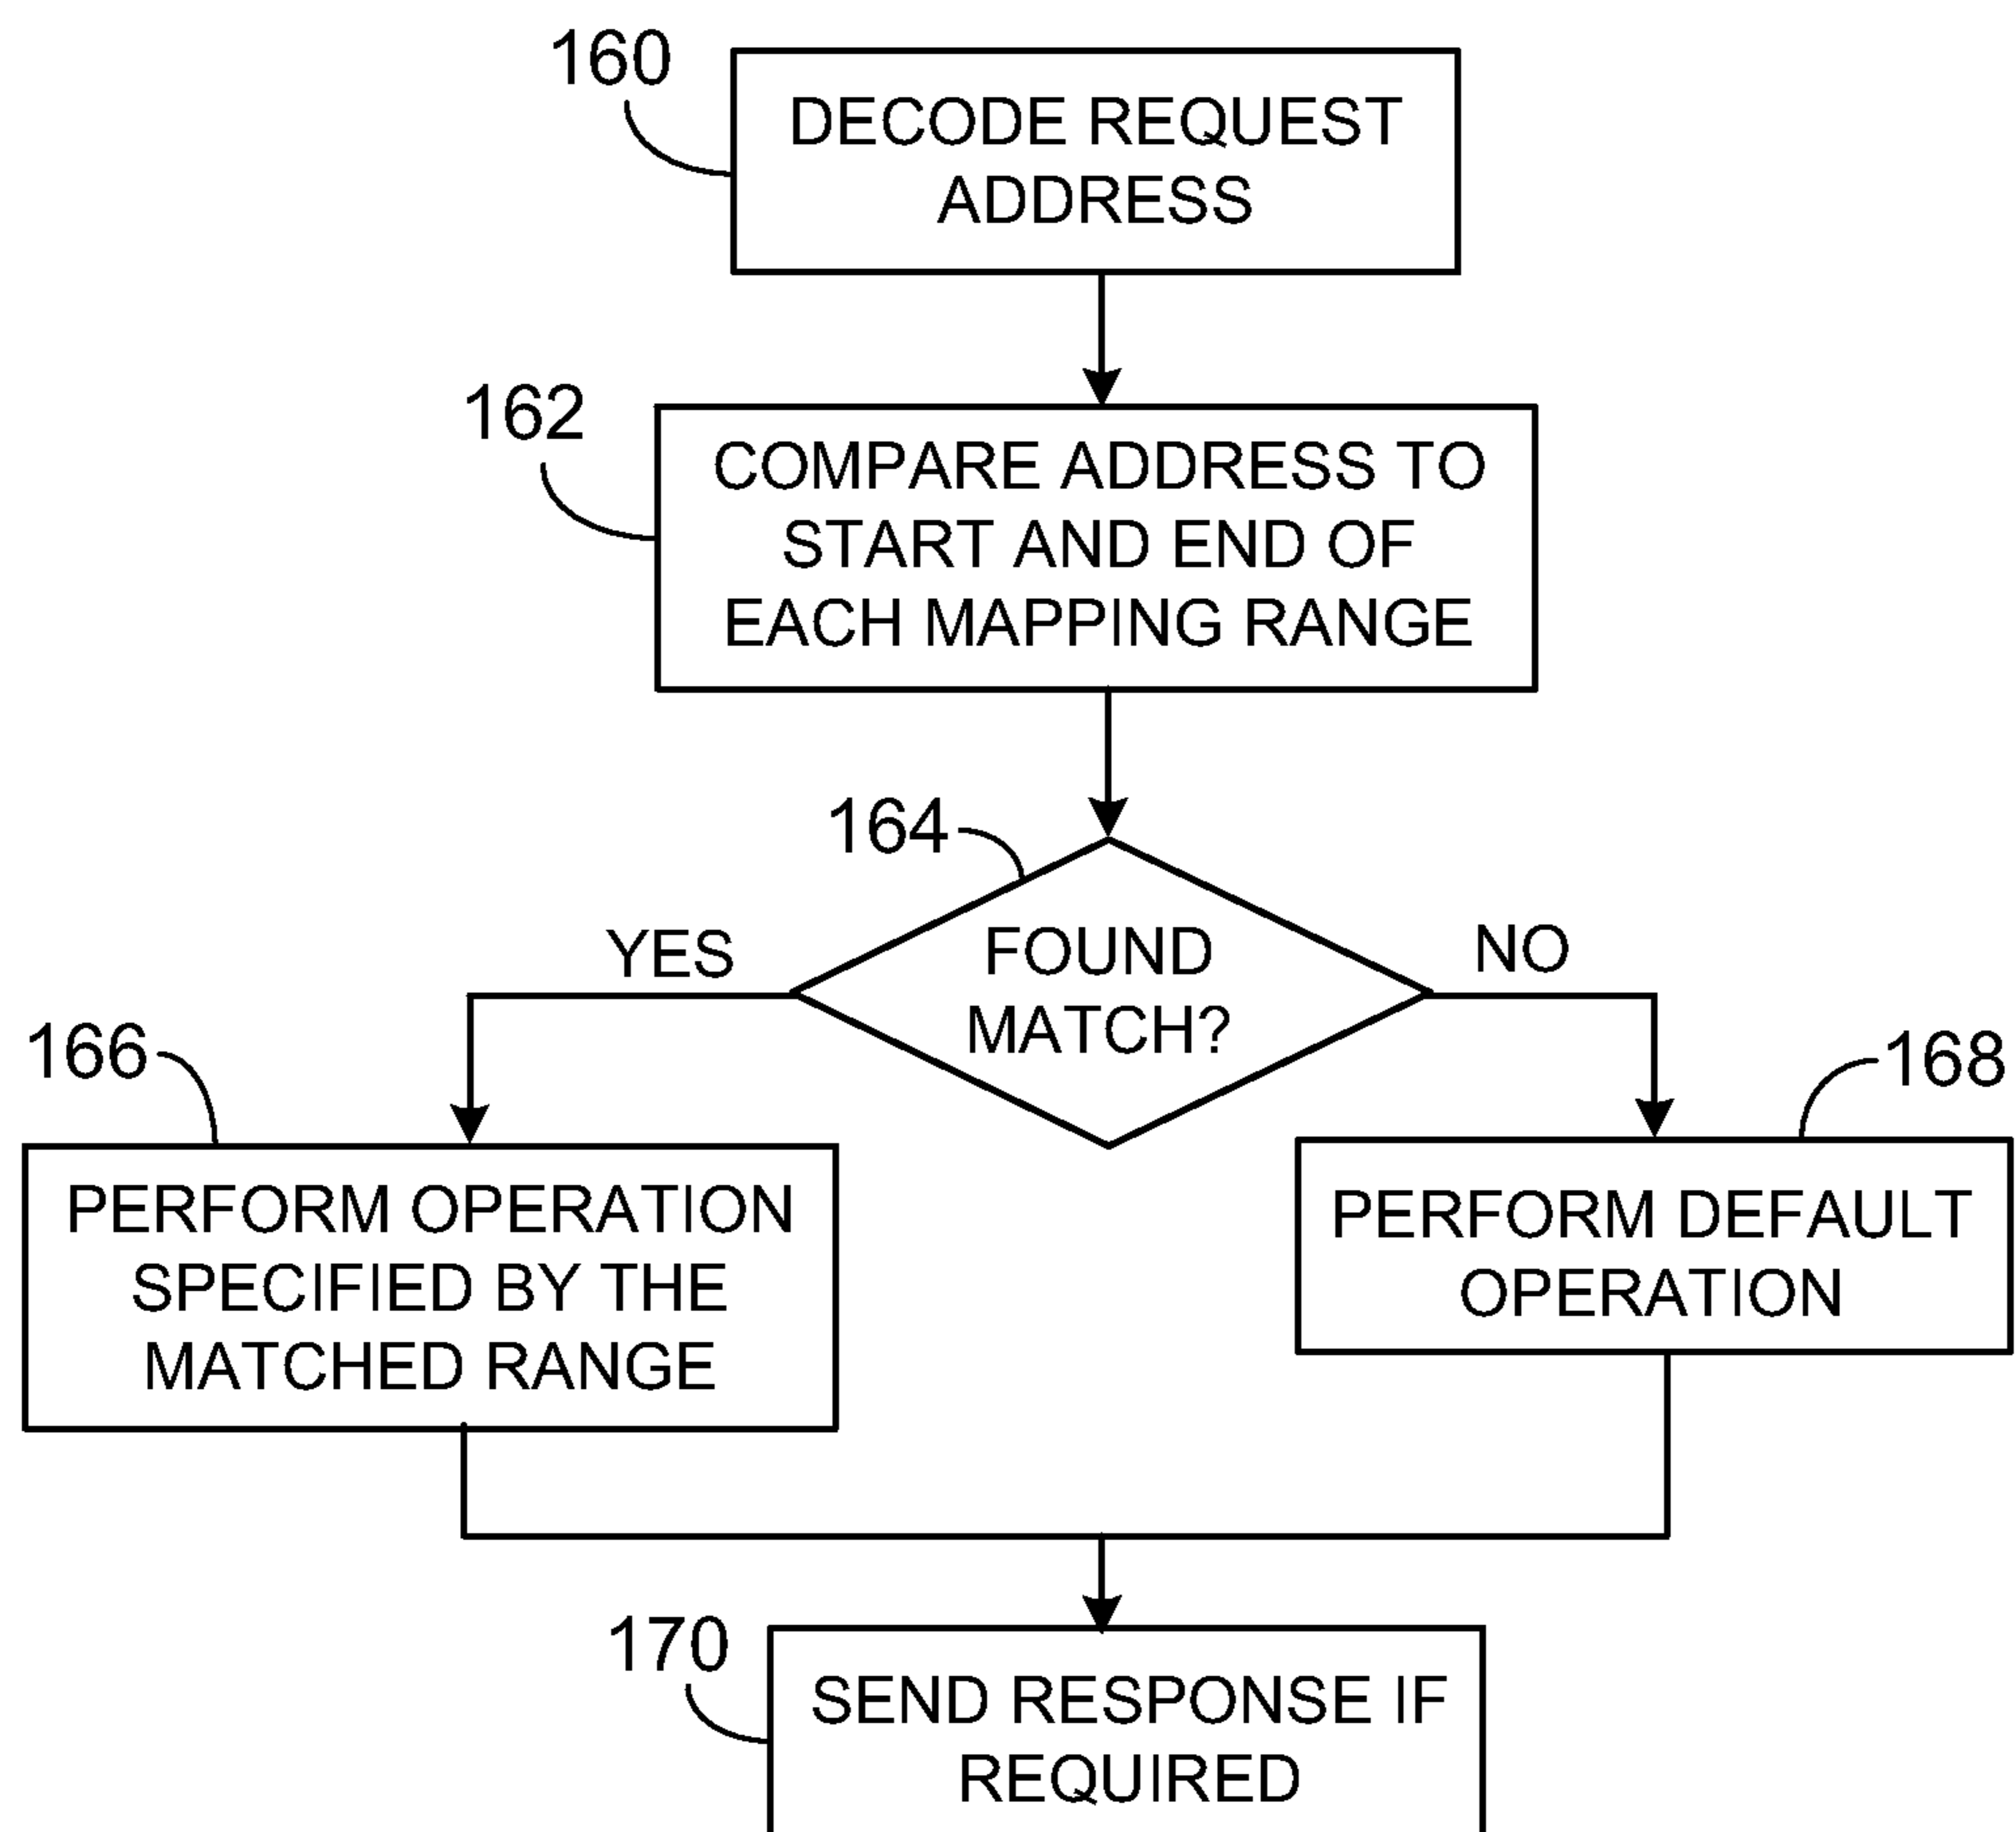 160
DECODE REQUEST
ADDRESS
162
COMPARE ADDRESS TO
START AND END OF
EACH MAPPING RANGE
164
FOUND
MATCH?
YES
NO
166
PERFORM OPERATION
SPECIFIED BY THE
MATCHED RANGE
168
PERFORM DEFAULT
OPERATION
170
SEND RESPONSE IF
REQUIRED